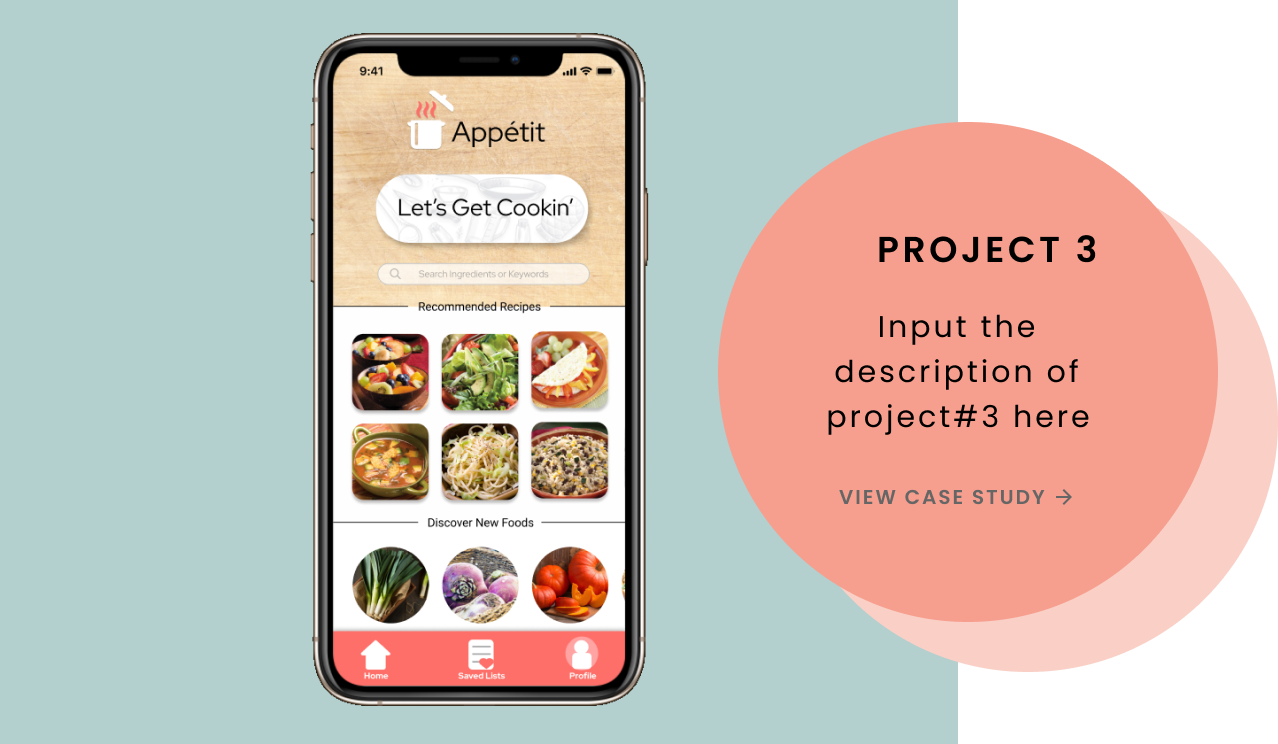 9:41
Appétit
Let's Get Cookin'
Search Ingredients or Keywords
Recommended Recipes
Discover New Foods
Home
Saved Lists
Profile
PROJECT 3
Input the
description of
project#3 here
VIEW CASE STUDY →